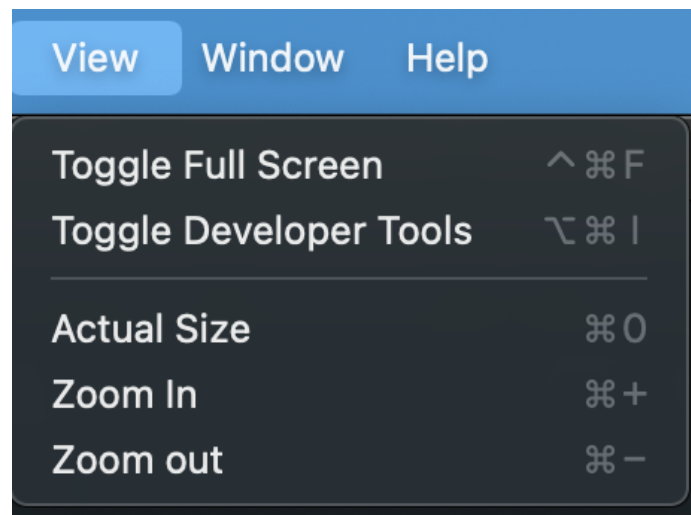 View Window Help
Toggle Full Screen ^⌘F
Toggle Developer Tools ⌥⌘I
Actual Size ⌘0
Zoom In ⌘+
Zoom out ⌘−